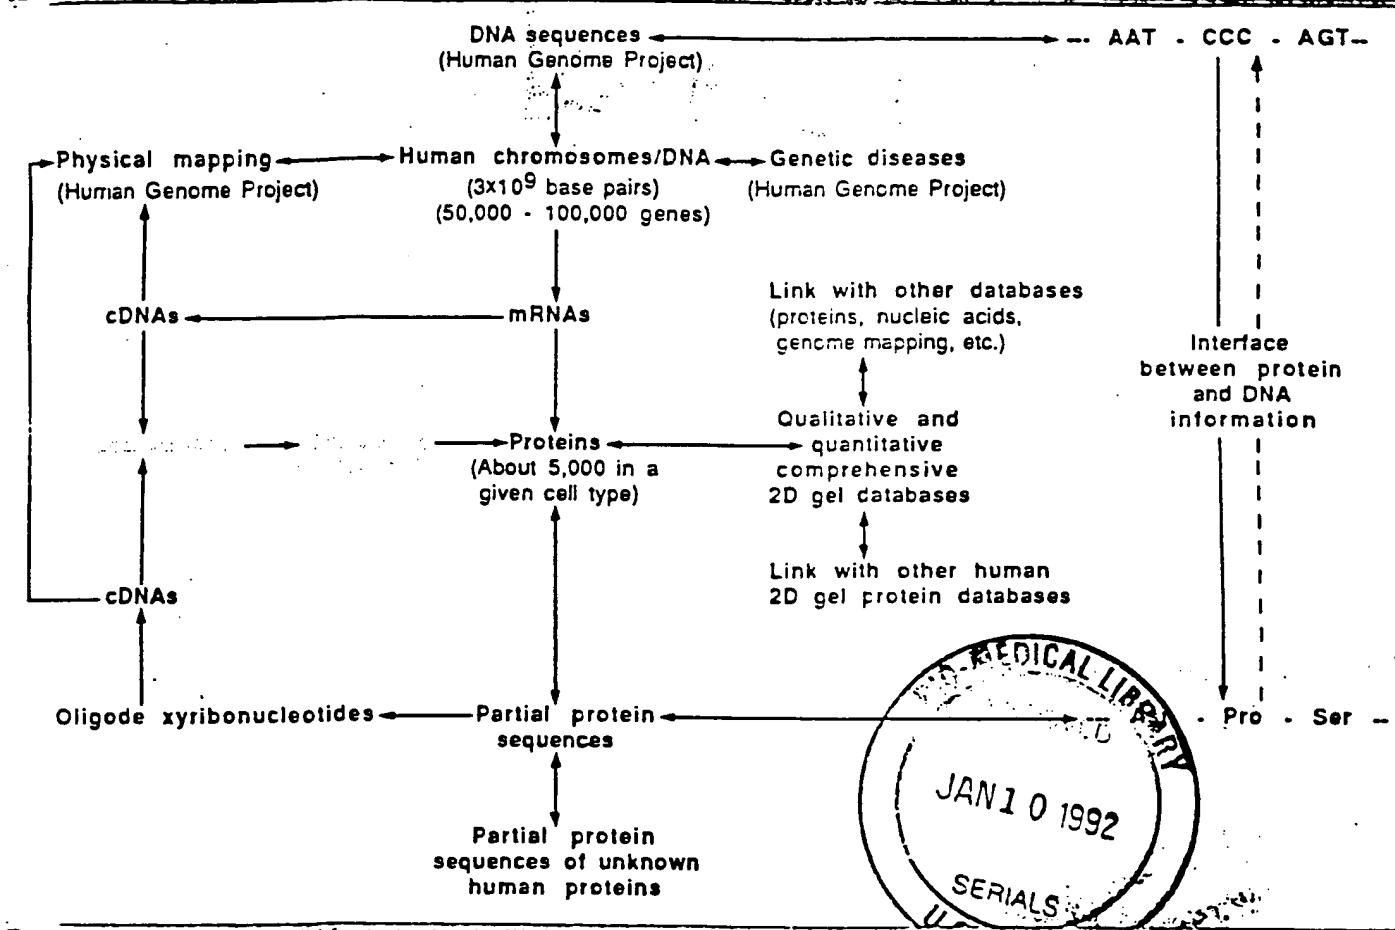 DNA sequences
(Human Genome Project)
-- AAT - CCC - AGT--
Physical mapping
(Human Genome Project)
Human chromosomes/DNA
(3x10⁹ base pairs)
(50,000 - 100,000 genes)
Genetic diseases
(Human Genome Project)
cDNAs
mRNAs
Link with other databases
(proteins, nucleic acids,
genome mapping, etc.)
Interface
between protein
and DNA
information
Proteins
(About 5,000 in a
given cell type)
Qualitative and
quantitative
comprehensive
2D gel databases
Link with other human
2D gel protein databases
cDNAs
Oligode xyribonucleotides
Partial protein
sequences
- Pro - Ser --
Partial protein
sequences of unknown
human proteins
MEDICAL LIBRARY
JAN 10 1992
SERIALS